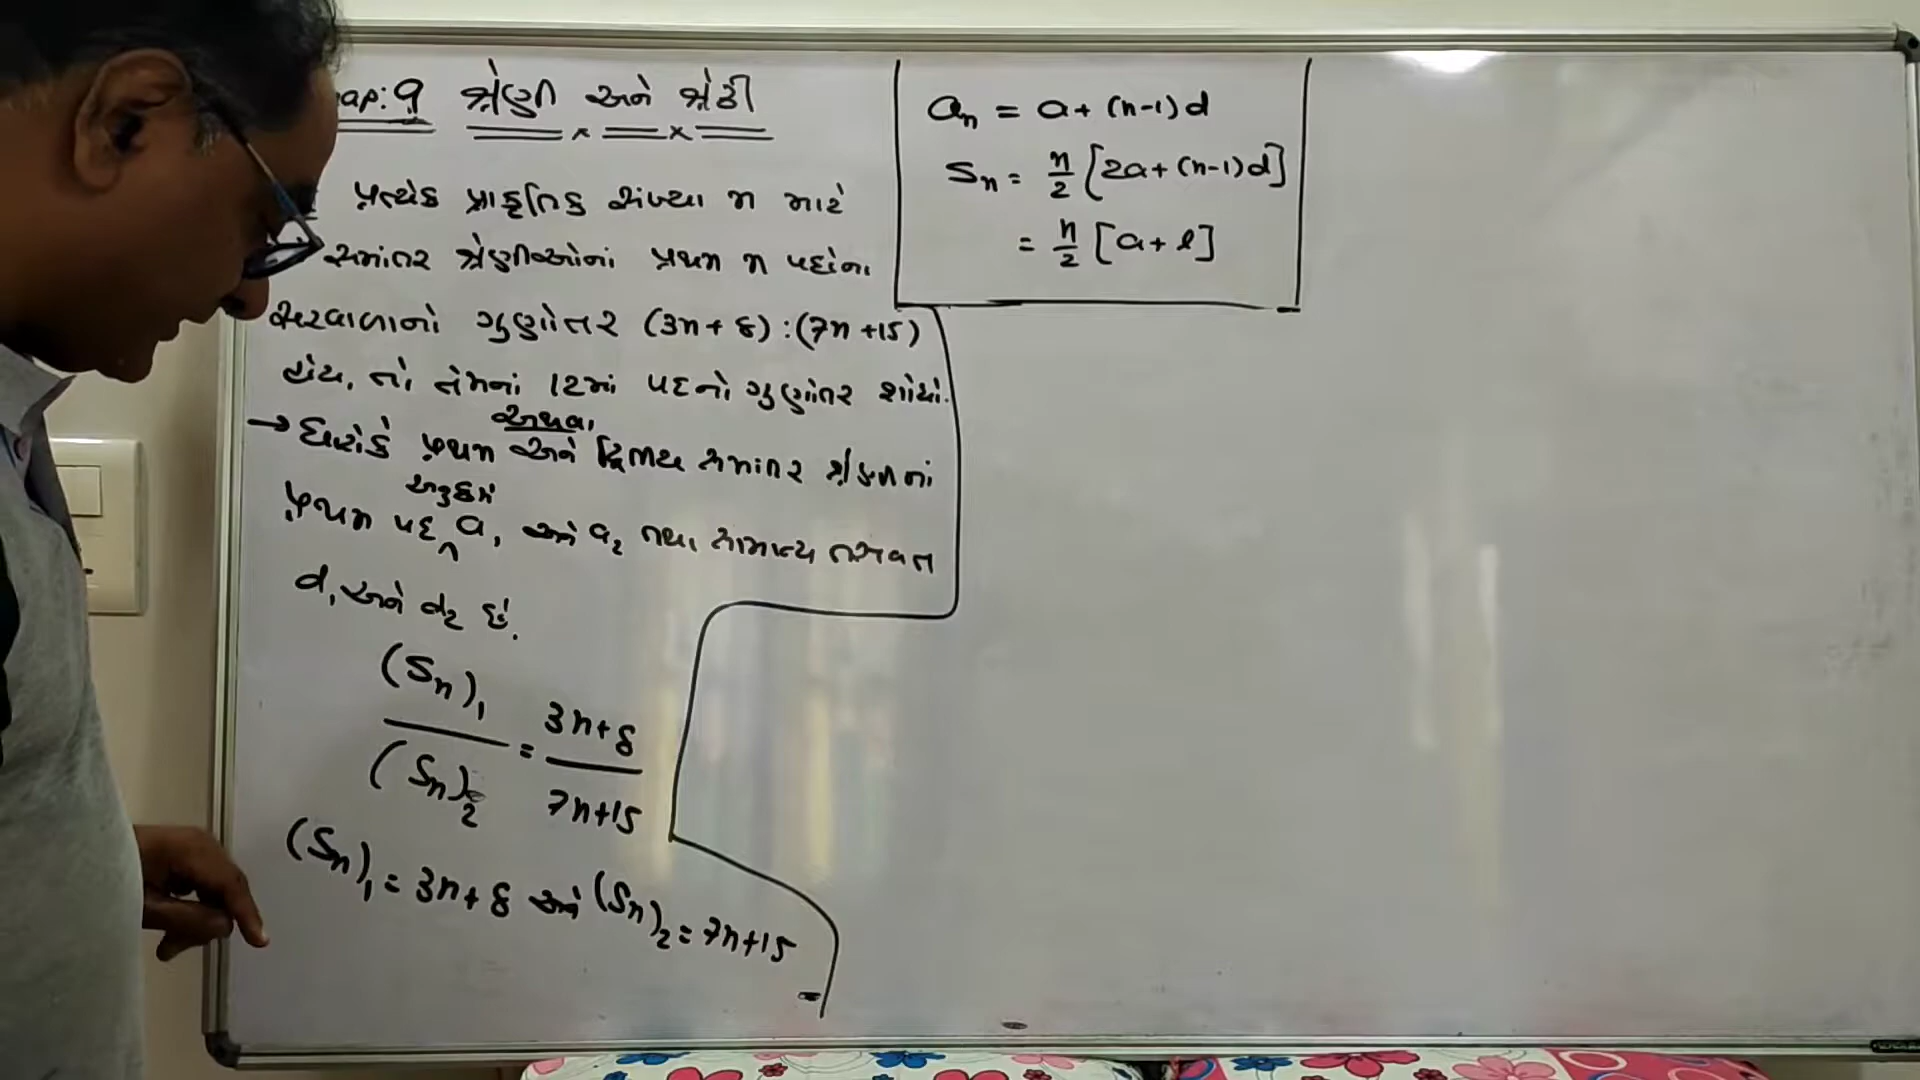 ap: 9 શ્રેણી અને શ્રેઢી
પ્રત્યેક પ્રાકૃતિક સંખ્યા n માટે
સમાંતર શ્રેણીઓનાં પ્રથમ n પદોના
સરવાળાનો ગુણોત્તર (3n+8):(7n+15)
હોય, તો તેમનાં 12માં પદનો ગુણોત્તર શોધો.
અથવા
→ ધારોકે પ્રથમ અને દ્વિતીય સમાંતર શ્રેઢીનાં
અનુક્રમે
પ્રથમ પદ ^ a₁ અને a₂ તથા સામાન્ય તફાવત
d₁ અને d₂ છે.
(Sn)₁ / (Sn)₂ = 3n+8 / 7n+15
(Sn)₁ = 3n+8 અને (Sn)₂ = 7n+15
an = a + (n-1)d
Sn = n/2 [2a+(n-1)d]
= n/2 [a+l]